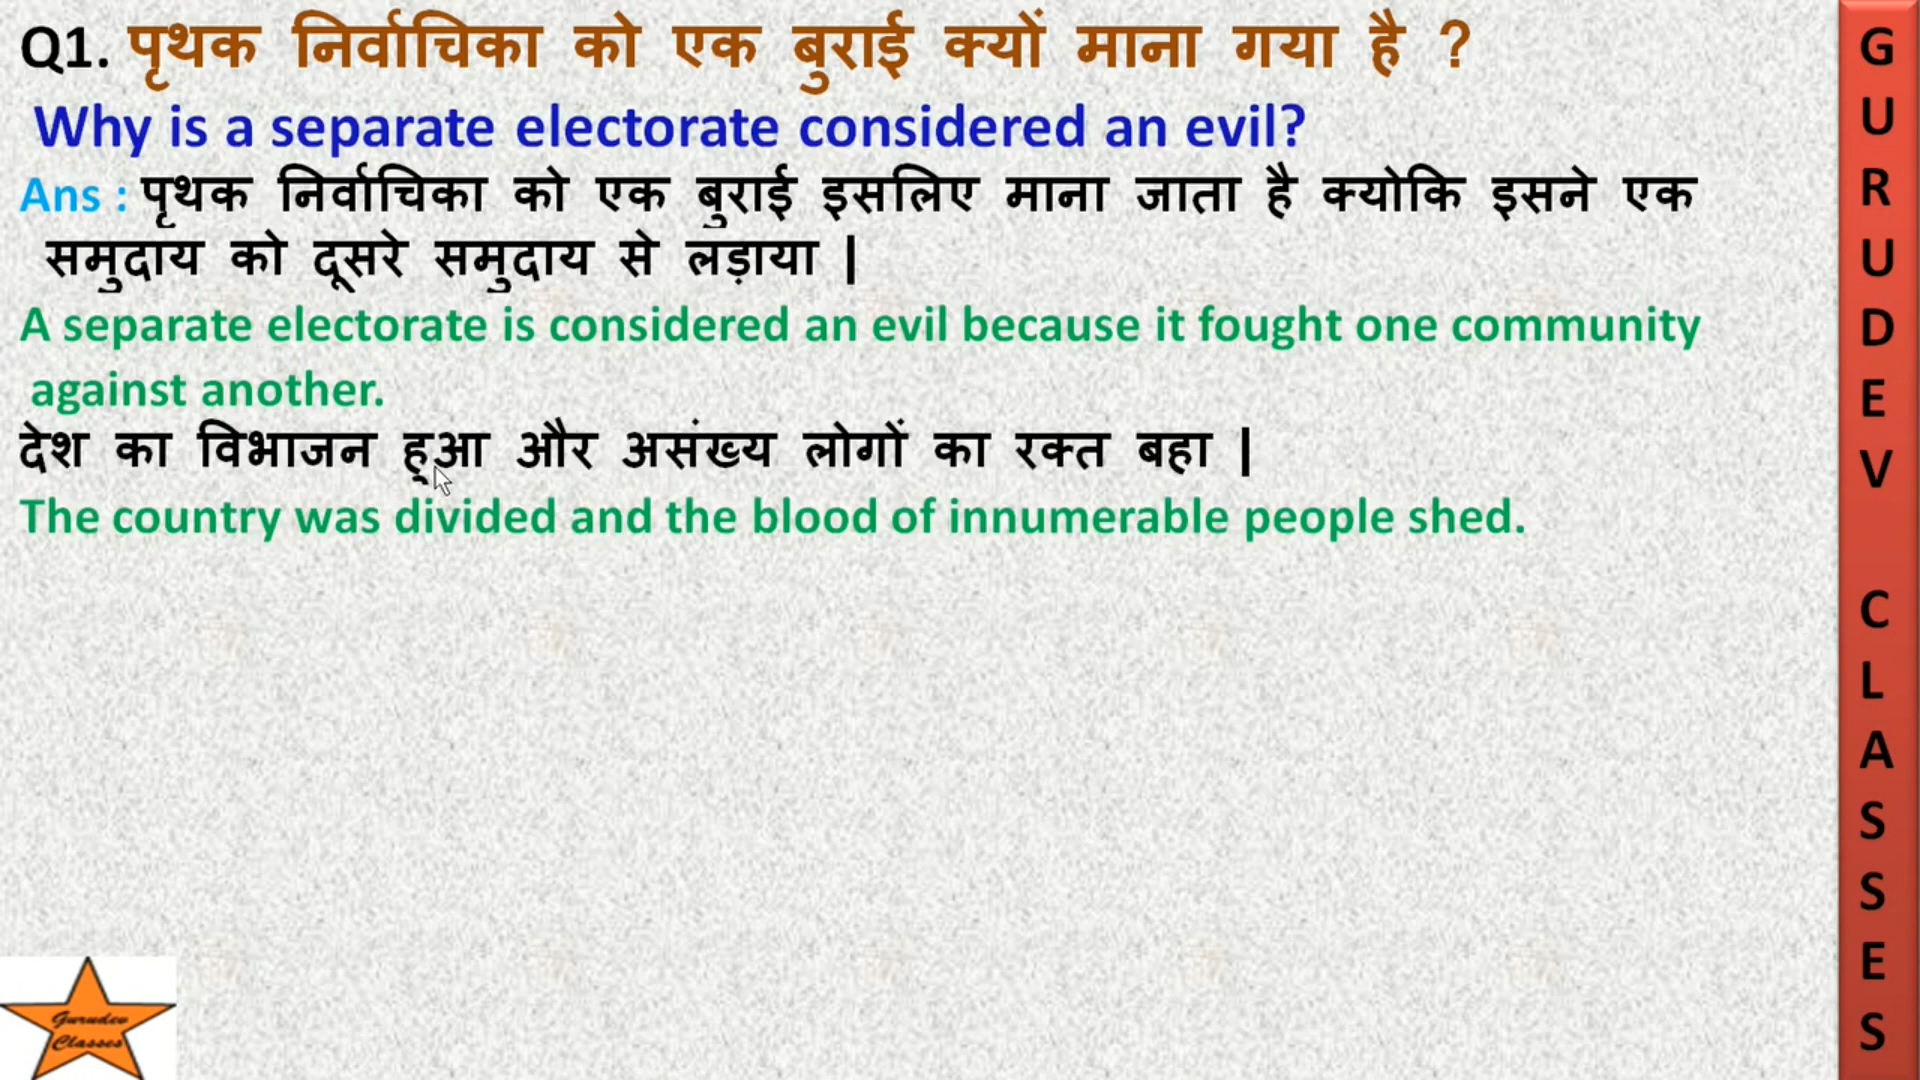 Q1. पृथक निर्वाचिका को एक बुराई क्यों माना गया है ?
Why is a separate electorate considered an evil?
Ans : पृथक निर्वाचिका को एक बुराई इसलिए माना जाता है क्योकि इसने एक
समुदाय को दूसरे समुदाय से लड़ाया |
A separate electorate is considered an evil because it fought one community
against another.
देश का विभाजन हुआ और असंख्य लोगों का रक्त बहा |
The country was divided and the blood of innumerable people shed.
GURUDEV CLASSES
Gurudev
Classes